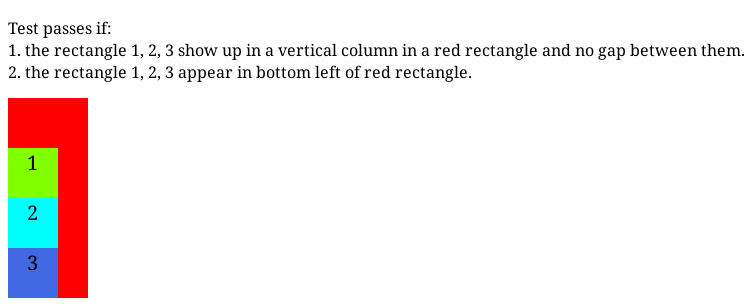 Test passes if:
1. the rectangle 1, 2, 3 show up in a vertical column in a red rectangle and no gap between them.
2. the rectangle 1, 2, 3 appear in bottom left of red rectangle.
1
2
3